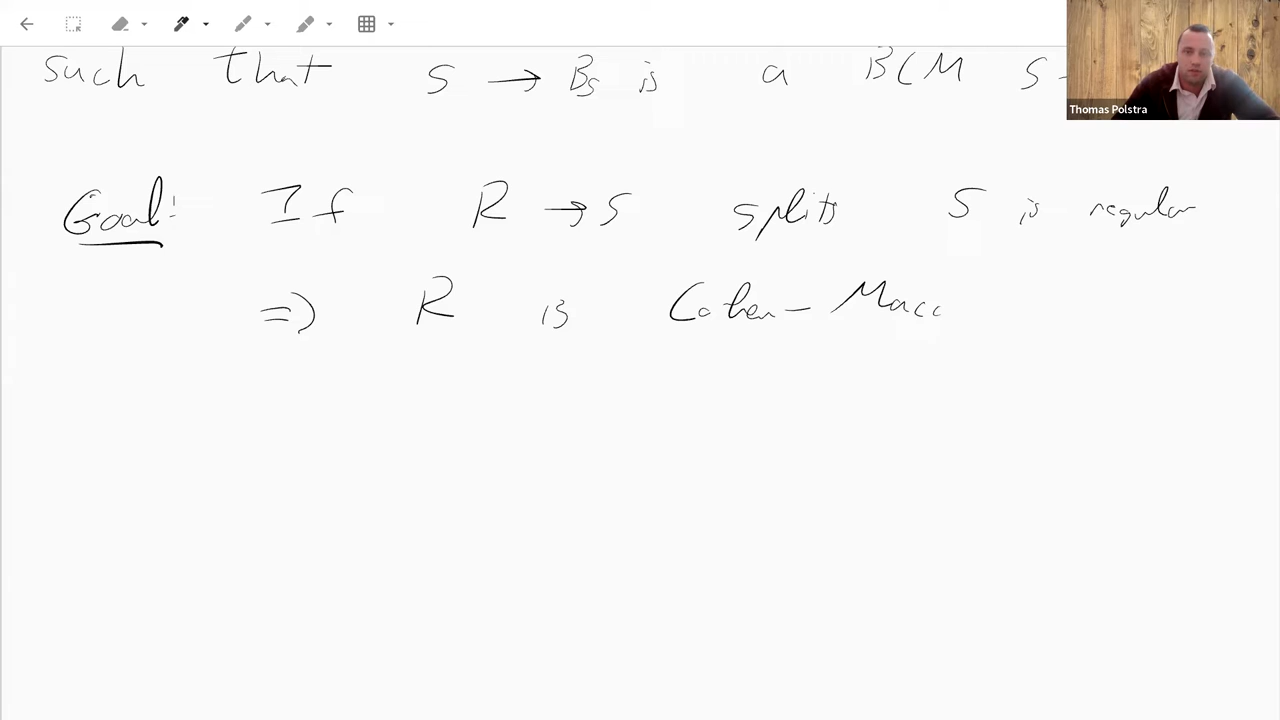 such that S → B_S is a BCM S-
Thomas Polstra
Goal: If R → S splits S is regular
=> R is Cohen-Macc